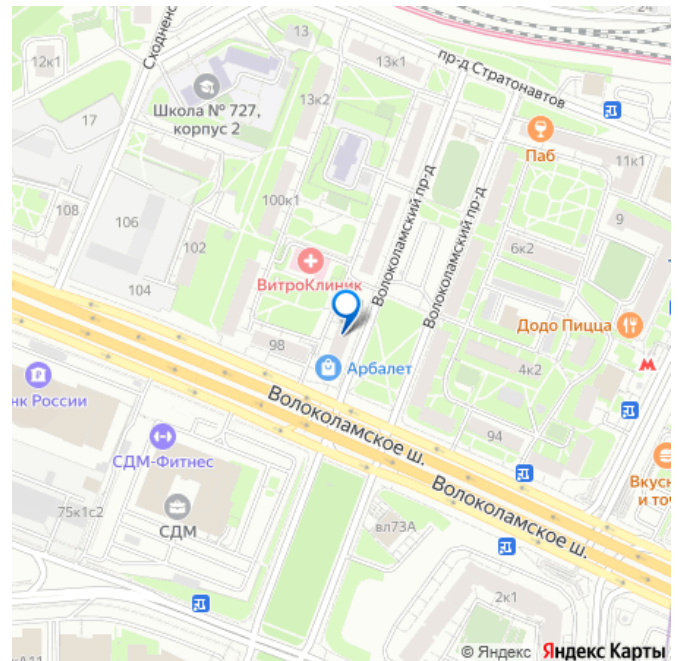 Сходненс
13
12к1
13к1
пр-д Стратонавтов
Школа № 727,
корпус 2
13к2
17
Паб
11к1
100к1
108
106
102
Волоколамский пр-д
9
6к2
ВитроКлиник
Волоколамский пр-д
104
Додо Пицца
98
Арбалет
4к2
нк России
Волоколамское ш.
94
СДМ-Фитнес
Вкусн
и точ
75к1с2
СДМ
вл73А
Волоколамское ш.
2к1
© Яндекс Яндекс Карты